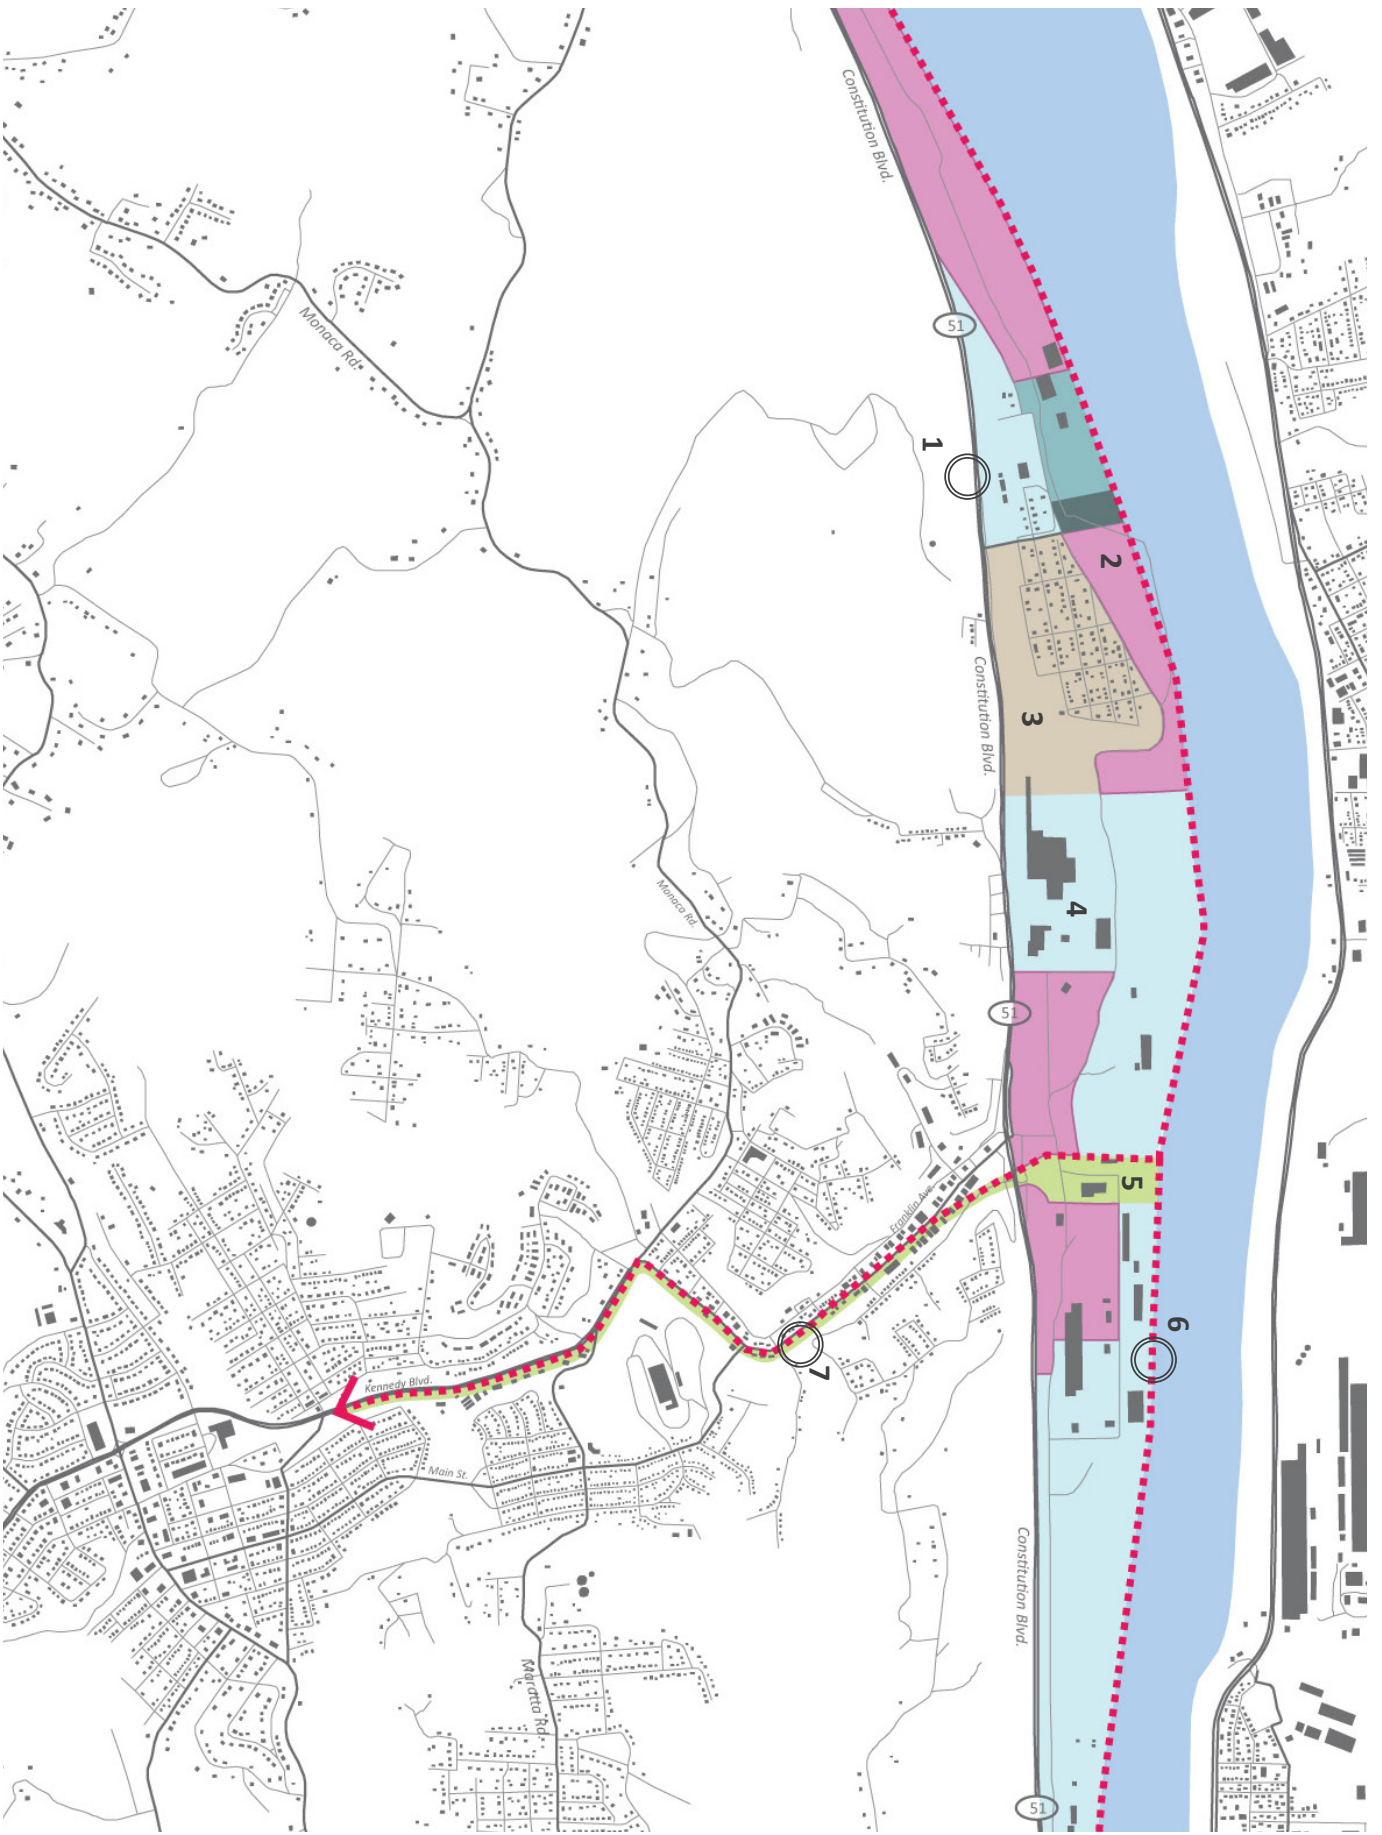 Constitution Blvd.
51
Monaca Rd.
1
2
Constitution Blvd.
3
Monaca Rd.
4
51
5
Franklin Ave.
6
7
Kennedy Blvd.
Main St.
Constitution Blvd.
Maratta Rd
51